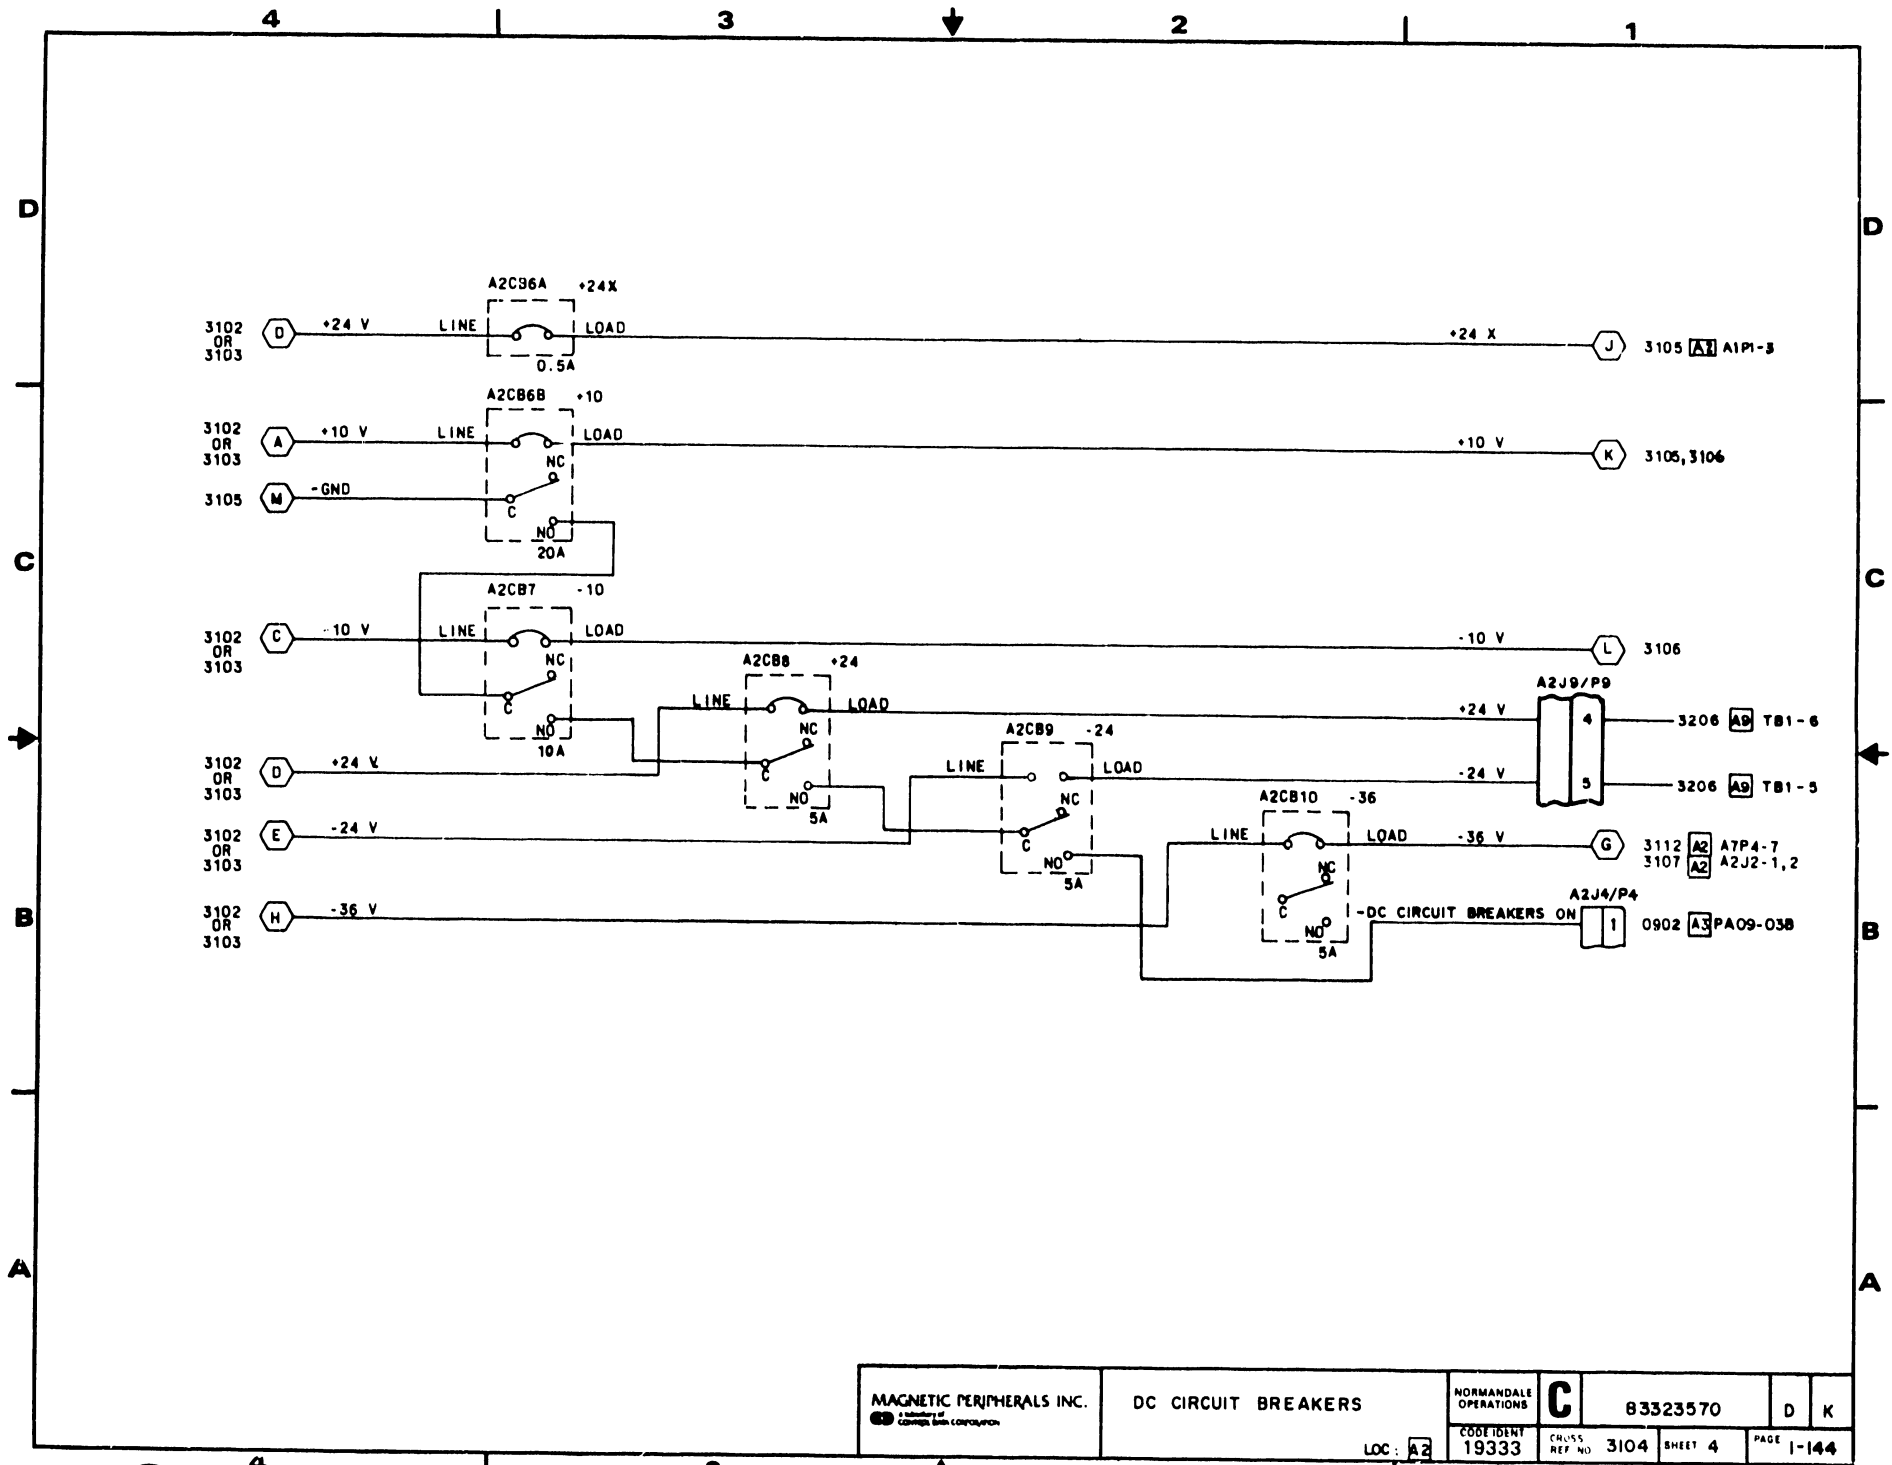 4 3 2 1
D D
A2CB6A +24X
3102 OR 3103 D +24 V LINE LOAD +24 X J 3105 A1P1-3
0.5A
A2CB6B +10
3102 OR 3103 A +10 V LINE LOAD +10 V K 3105,3106
NC
3105 M -GND
C
NO
20A
C C
A2CB7 -10
3102 OR 3103 C -10 V LINE LOAD -10 V L 3106
NC
C
NO
10A
A2CB8 +24
LINE LOAD +24 V
A2J9/P9
4 3206 A9 TB1-6
NC
3102 OR 3103 D +24 V
C
NO
5A
A2CB9 -24
LINE LOAD -24 V 5 3206 A9 TB1-5
NC
3102 OR 3103 E -24 V
C
NO
5A
A2CB10 -36
LINE LOAD -36 V G 3112 A2 A7P4-7
3107 A2 A2J2-1,2
NC
A2J4/P4
3102 OR 3103 H -36 V
C
-DC CIRCUIT BREAKERS ON 1 0902 A3 PA09-03B
NO
5A
B B
A A
MAGNETIC PERIPHERALS INC.
a subsidiary of
CONTROL DATA CORPORATION
DC CIRCUIT BREAKERS
LOC: A2
NORMANDALE OPERATIONS
C 83323570 D K
CODE IDENT
19333
CROSS REF NO 3104
SHEET 4
PAGE 1-144
4